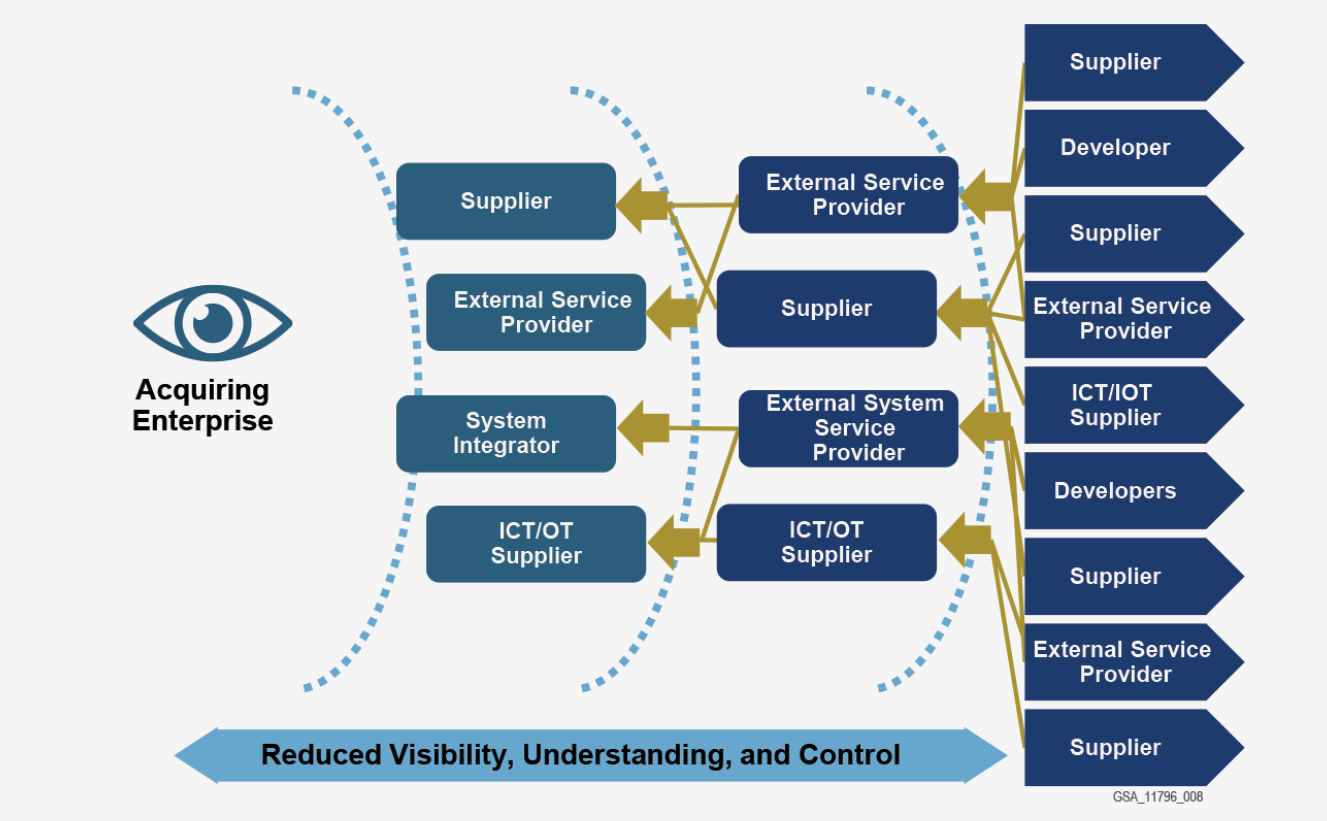 Acquiring
Enterprise
Supplier
External Service
Provider
System
Integrator
ICT/OT
Supplier
External Service
Provider
Supplier
External System
Service
Provider
ICT/OT
Supplier
Supplier
Developer
Supplier
External Service
Provider
ICT/IOT
Supplier
Developers
Supplier
External Service
Provider
Supplier
Reduced Visibility, Understanding, and Control
GSA_11796_008